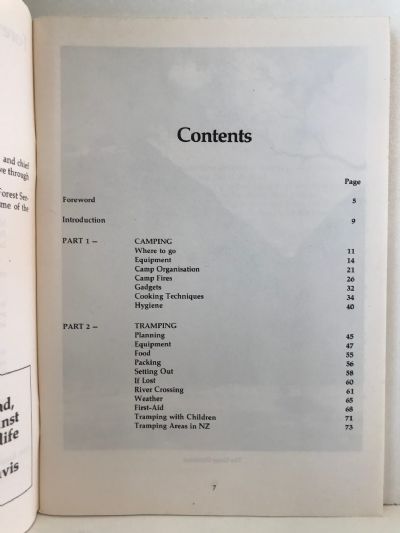 and chief
ve through
Forest Ser-
me of the
nd,
inst
life
avis
Contents
Page
Foreword 5
Introduction 9
PART 1 — CAMPING
Where to go 11
Equipment 14
Camp Organisation 21
Camp Fires 26
Gadgets 32
Cooking Techniques 34
Hygiene 40
PART 2 — TRAMPING
Planning 45
Equipment 47
Food 55
Packing 56
Setting Out 58
If Lost 60
River Crossing 61
Weather 65
First-Aid 68
Tramping with Children 71
Tramping Areas in NZ 73
7